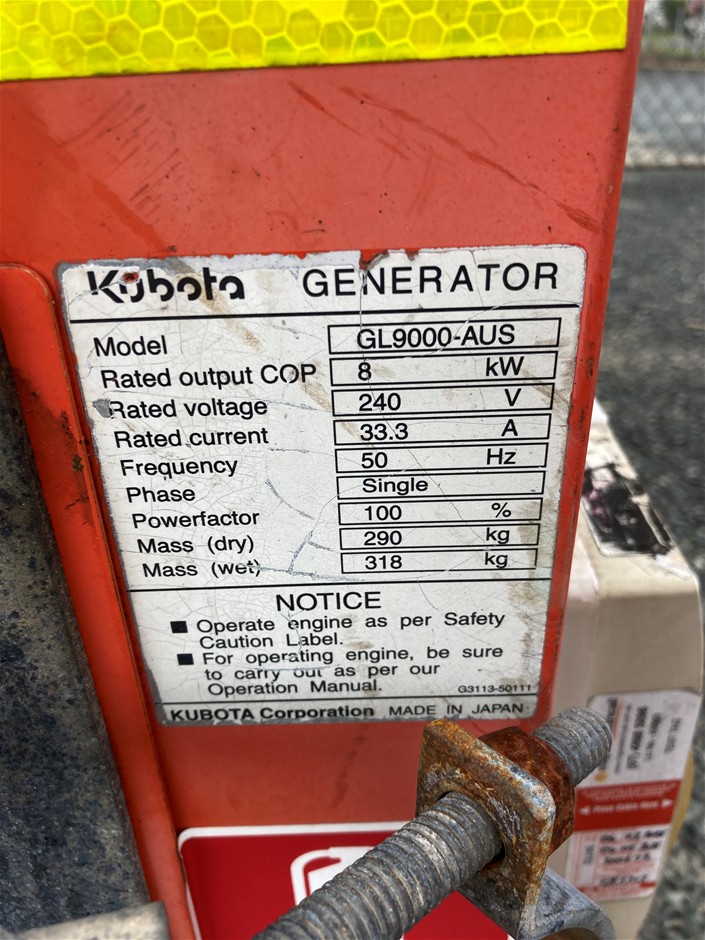 Kubota GENERATOR
Model GL9000-AUS
Rated output COP 8 kW
Rated voltage 240 V
Rated current 33.3 A
Frequency 50 Hz
Phase Single
Powerfactor 100 %
Mass (dry) 290 kg
Mass (wet) 318 kg
NOTICE
■ Operate engine as per Safety
Caution Label.
■ For operating engine, be sure
to carry out as per our
Operation Manual.
G3113-50111
KUBOTA Corporation MADE IN JAPAN